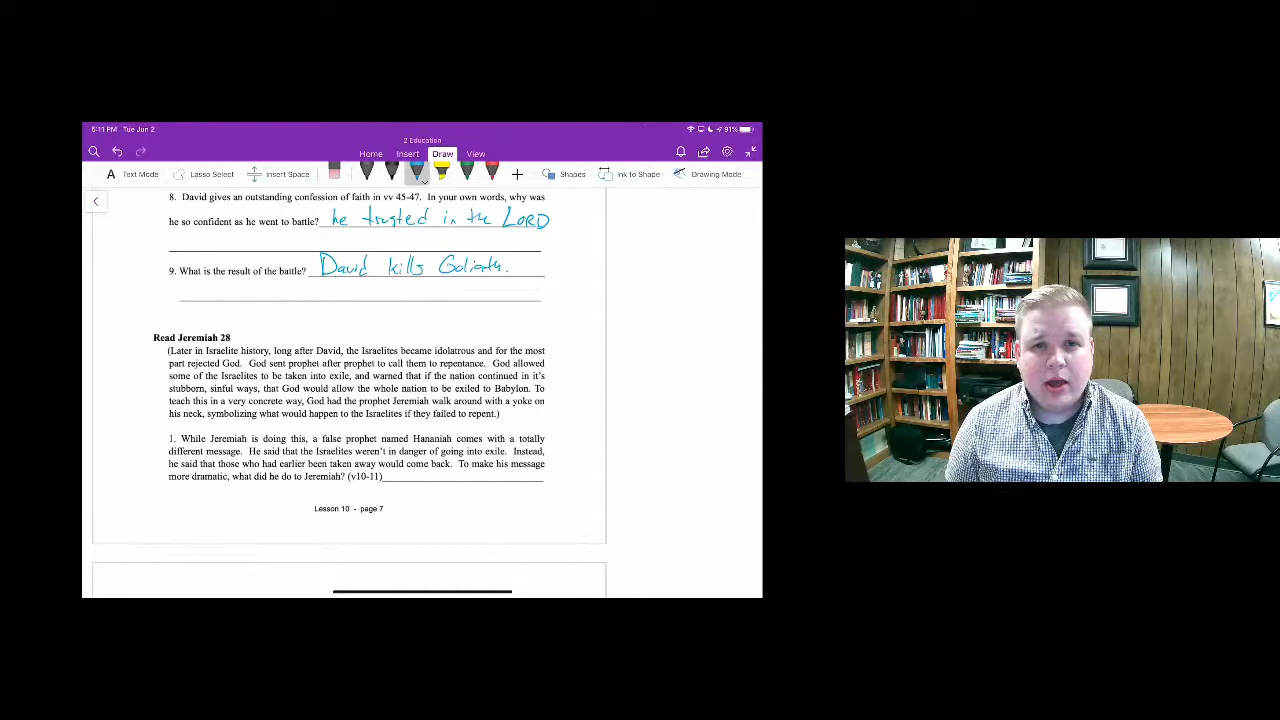 5:11 PM Tue Jun 2
91%
2 Education
Home Insert Draw View
A Text Mode Lasso Select Insert Space Shapes Ink to Shape Drawing Mode
8. David gives an outstanding confession of faith in vv 45-47. In your own words, why was
he so confident as he went to battle? he trusted in the LORD
9. What is the result of the battle? David kills Goliath.
Read Jeremiah 28
(Later in Israelite history, long after David, the Israelites became idolatrous and for the most
part rejected God. God sent prophet after prophet to call them to repentance. God allowed
some of the Israelites to be taken into exile, and warned that if the nation continued in it's
stubborn, sinful ways, that God would allow the whole nation to be exiled to Babylon. To
teach this in a very concrete way, God had the prophet Jeremiah walk around with a yoke on
his neck, symbolizing what would happen to the Israelites if they failed to repent.)
1. While Jeremiah is doing this, a false prophet named Hananiah comes with a totally
different message. He said that the Israelites weren't in danger of going into exile. Instead,
he said that those who had earlier been taken away would come back. To make his message
more dramatic, what did he do to Jeremiah? (v10-11)
Lesson 10 - page 7